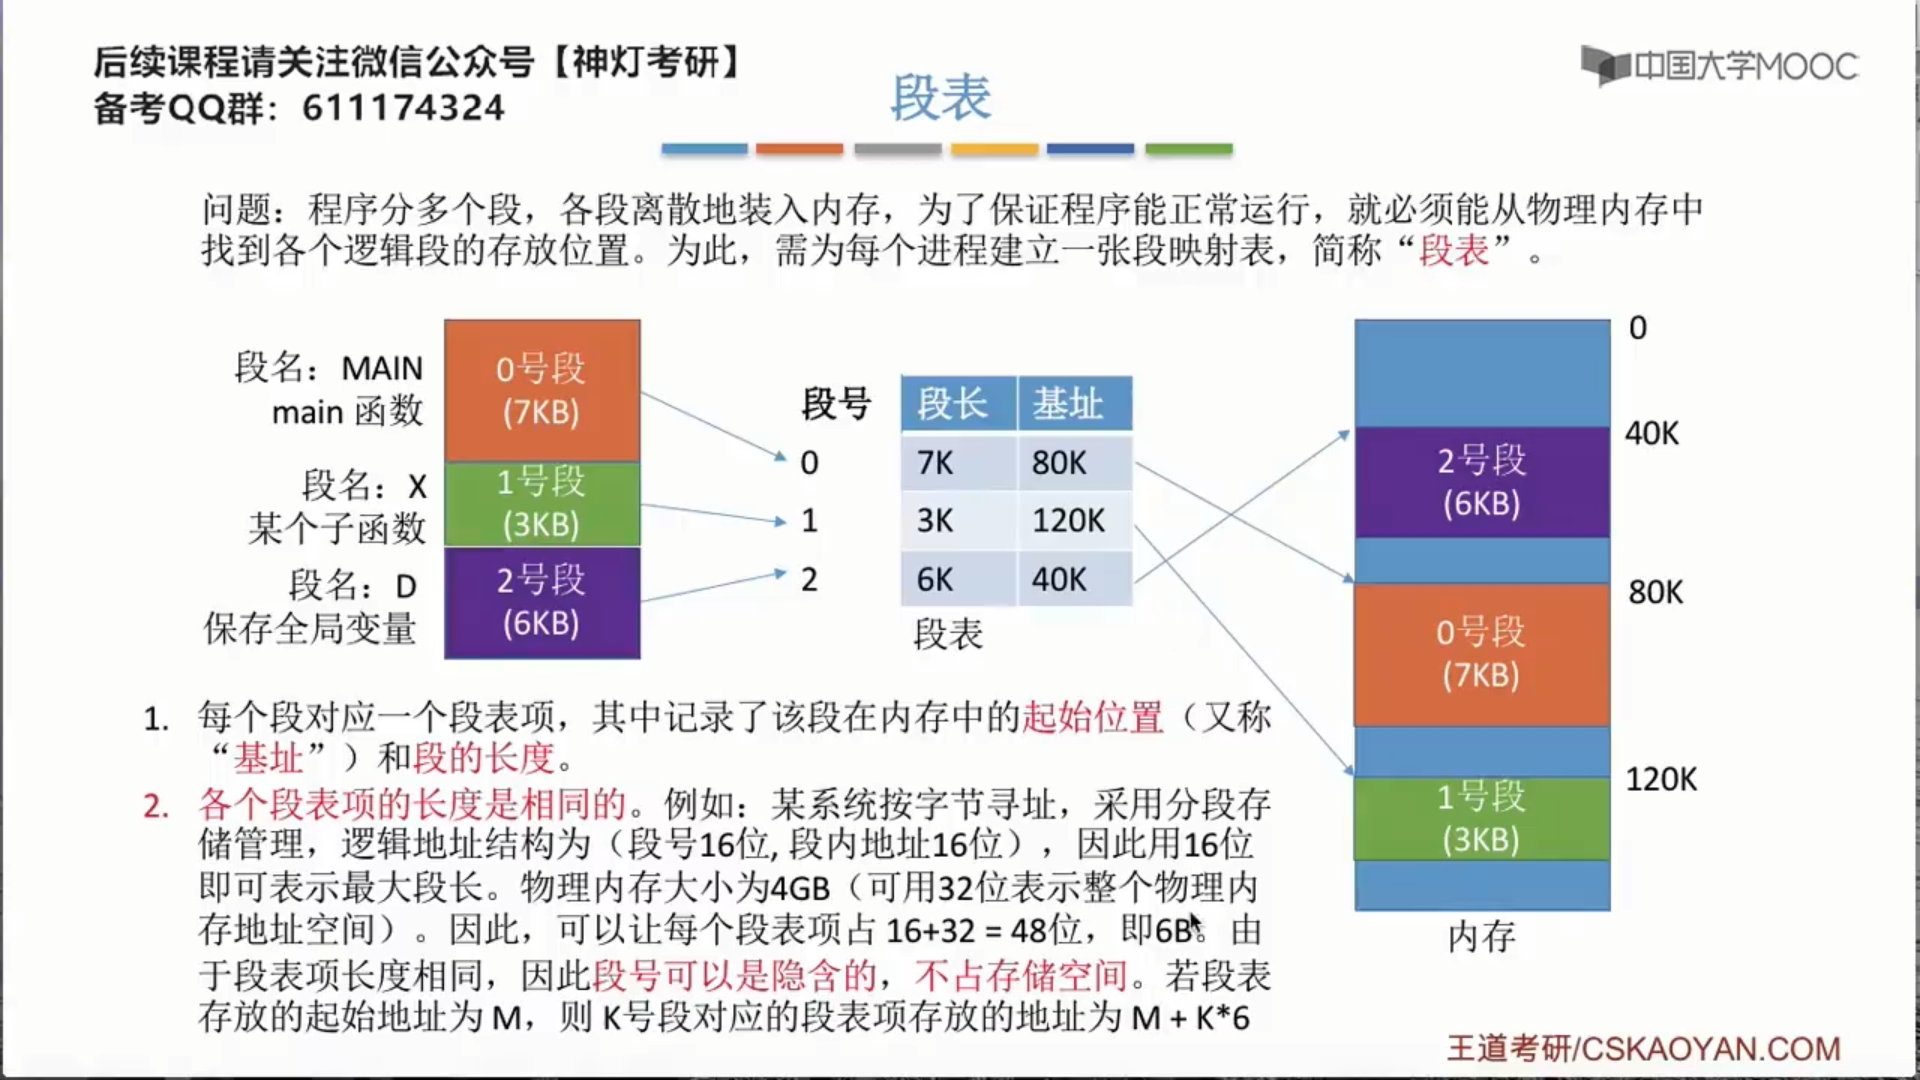 后续课程请关注微信公众号【神灯考研】
备考QQ群：611174324
中国大学MOOC
段表
问题：程序分多个段，各段离散地装入内存，为了保证程序能正常运行，就必须能从物理内存中
找到各个逻辑段的存放位置。为此，需为每个进程建立一张段映射表，简称“段表”。
段名：MAIN
main 函数
0号段
(7KB)
段名：X
某个子函数
1号段
(3KB)
段名：D
保存全局变量
2号段
(6KB)
段号 段长 基址
0 7K 80K
1 3K 120K
2 6K 40K
段表
0
40K
2号段
(6KB)
80K
0号段
(7KB)
120K
1号段
(3KB)
内存
1. 每个段对应一个段表项，其中记录了该段在内存中的起始位置（又称
“基址”）和段的长度。
2. 各个段表项的长度是相同的。例如：某系统按字节寻址，采用分段存
储管理，逻辑地址结构为（段号16位, 段内地址16位），因此用16位
即可表示最大段长。物理内存大小为4GB（可用32位表示整个物理内
存地址空间）。因此，可以让每个段表项占 16+32 = 48位，即6B。由
于段表项长度相同，因此段号可以是隐含的，不占存储空间。若段表
存放的起始地址为 M，则 K号段对应的段表项存放的地址为 M + K*6
王道考研/CSKAOYAN.COM